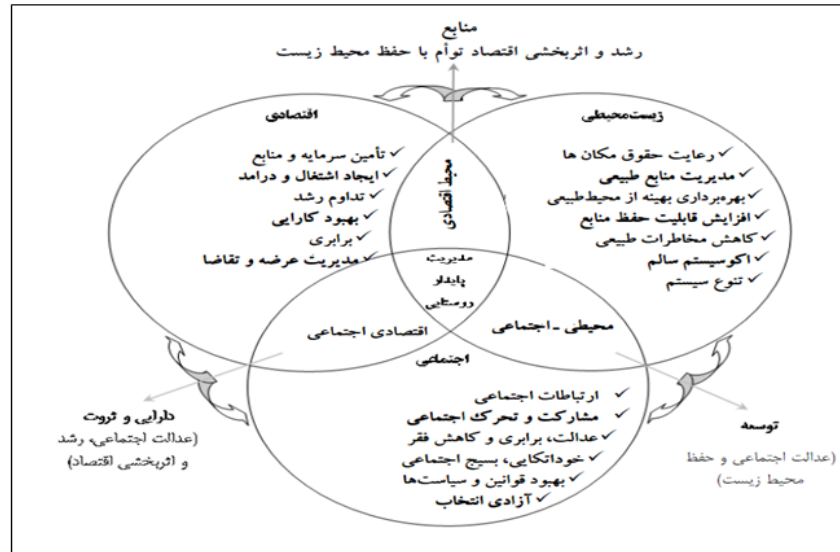 منابع
رشد و اثربخشی اقتصاد توأم با حفظ محیط زیست
زیست‌محیطی
✓ رعایت حقوق مکان ها
✓ مدیریت منابع طبیعی
✓ بهره‌برداری بهینه از محیط‌طبیعی
✓ افزایش قابلیت حفظ منابع
✓ کاهش مخاطرات طبیعی
✓ اکوسیستم سالم
✓ تنوع سیستم
اقتصادی
✓ تأمین سرمایه و منابع
✓ ایجاد اشتغال و درامد
✓ تداوم رشد
✓ بهبود کارایی
✓ برابری
✓ مدیریت عرضه و تقاضا
محیط اقتصادی
مدیریت
پایدار
روستایی
محیطی - اجتماعی
اقتصادی اجتماعی
اجتماعی
✓ ارتباطات اجتماعی
✓ مشارکت و تحرک اجتماعی
✓ عدالت، برابری و کاهش فقر
✓ خوداتکایی، بسیج اجتماعی
✓ بهبود قوانین و سیاست‌ها
✓ آزادی انتخاب
توسعه
(عدالت اجتماعی و حفظ
محیط زیست)
دارایی و ثروت
(عدالت اجتماعی، رشد
و اثربخشی اقتصاد)